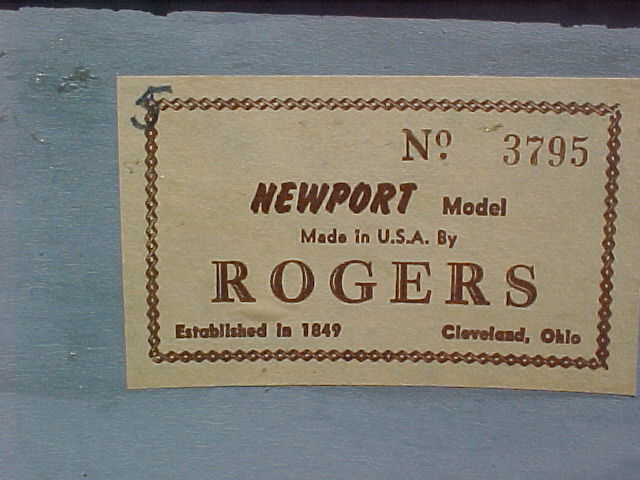 5
Nº 3795
NEWPORT Model
Made in U.S.A. By
ROGERS
Established in 1849 Cleveland, Ohio